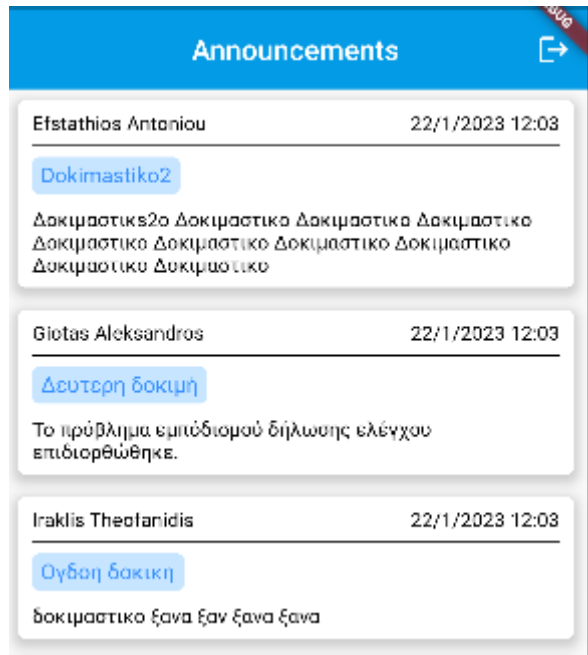 BUG
Announcements
Efstathios Antoniou 22/1/2023 12:03
Dokimastiko2
Δοκιμαστικs2ο Δοκιμαστικο Δοκιμαστικο Δοκιμαστικο
Δοκιμαστικο Δοκιμαστικο Δοκιμαστικο Δοκιμαστικο
Δοκιμαστικο Δοκιμαστικο
Giotas Aleksandros 22/1/2023 12:03
Δευτερη δοκιμή
Το πρόβλημα εμπόδισμού δήλωσης ελέγχου
επιδιορθώθηκε.
Iraklis Theofanidis 22/1/2023 12:03
Ογδοη δοκικη
δοκιμαστικο ξανα ξαν ξανα ξανα